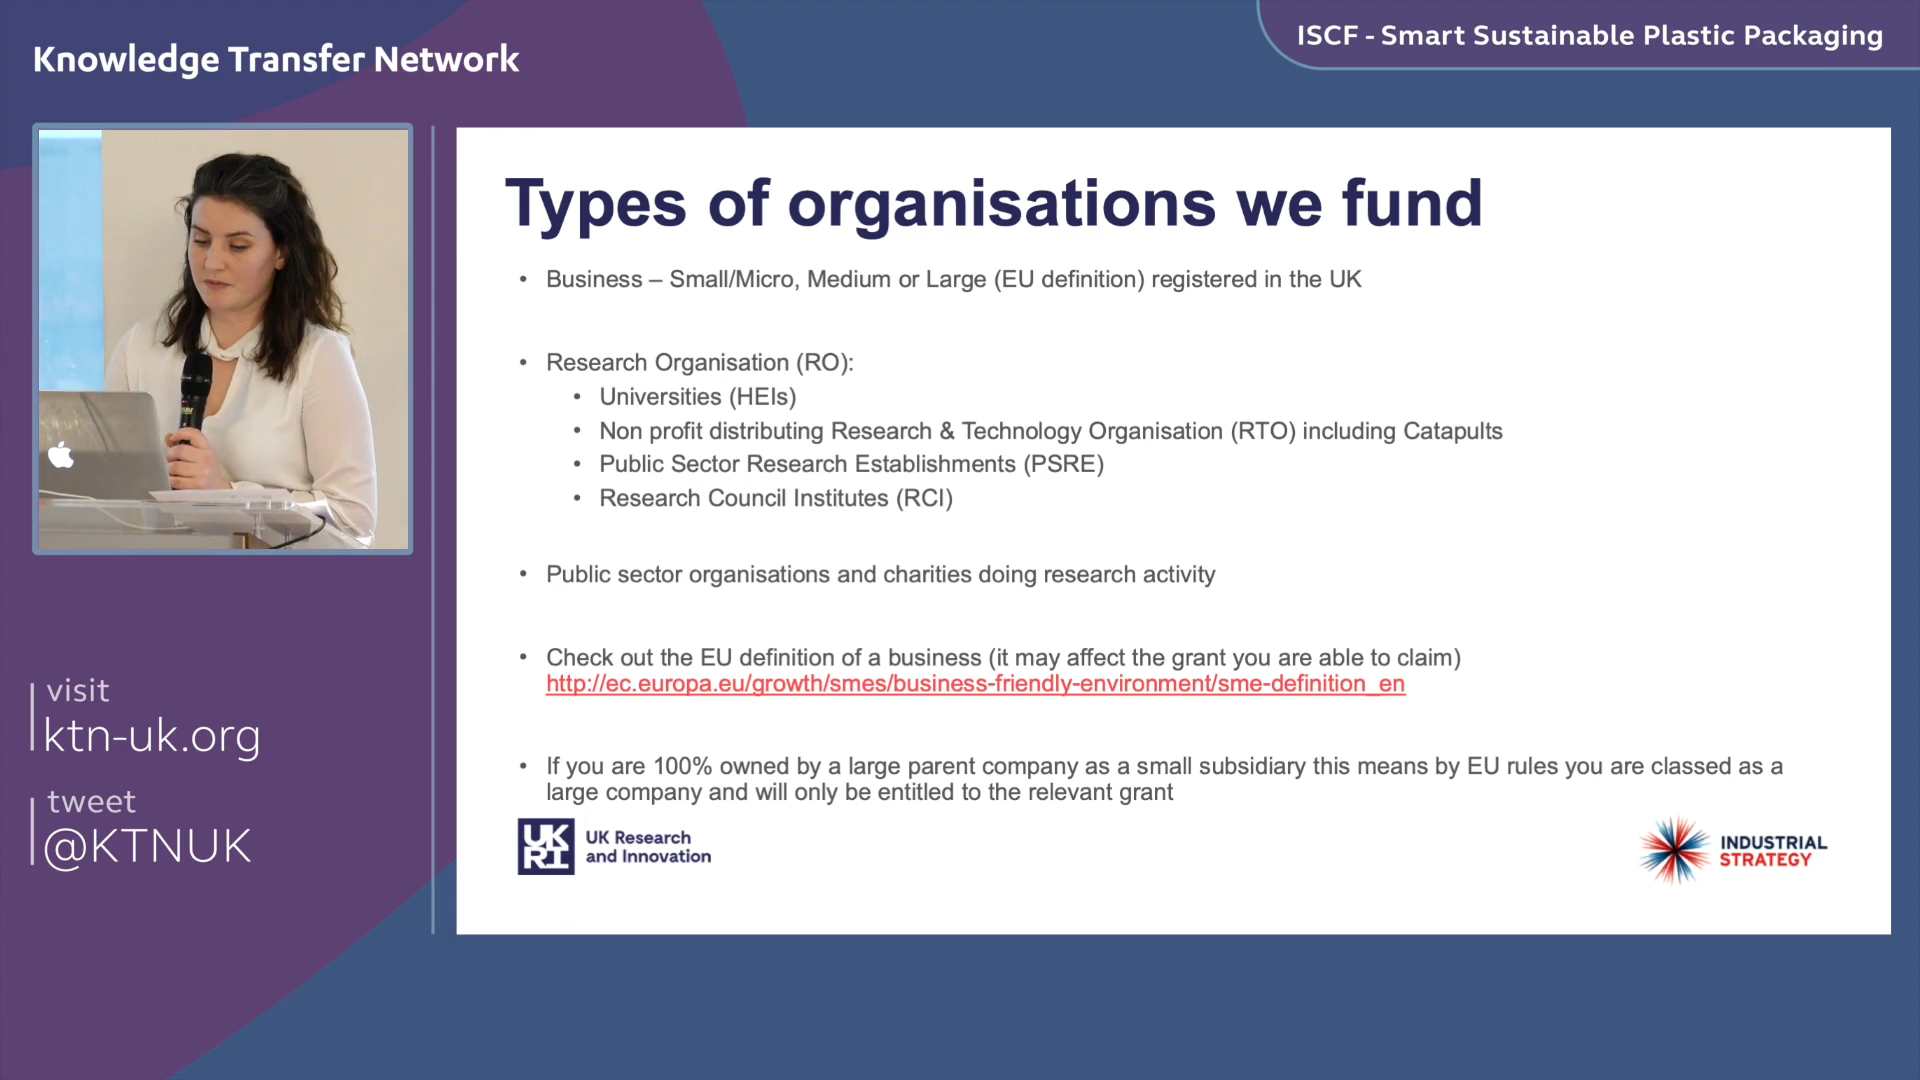 Knowledge Transfer Network
ISCF - Smart Sustainable Plastic Packaging
Types of organisations we fund
• Business – Small/Micro, Medium or Large (EU definition) registered in the UK
• Research Organisation (RO):
• Universities (HEIs)
• Non profit distributing Research & Technology Organisation (RTO) including Catapults
• Public Sector Research Establishments (PSRE)
• Research Council Institutes (RCI)
• Public sector organisations and charities doing research activity
• Check out the EU definition of a business (it may affect the grant you are able to claim)
http://ec.europa.eu/growth/smes/business-friendly-environment/sme-definition_en
• If you are 100% owned by a large parent company as a small subsidiary this means by EU rules you are classed as a
large company and will only be entitled to the relevant grant
UK
RI
UK Research
and Innovation
INDUSTRIAL
STRATEGY
visit
ktn-uk.org
tweet
@KTNUK